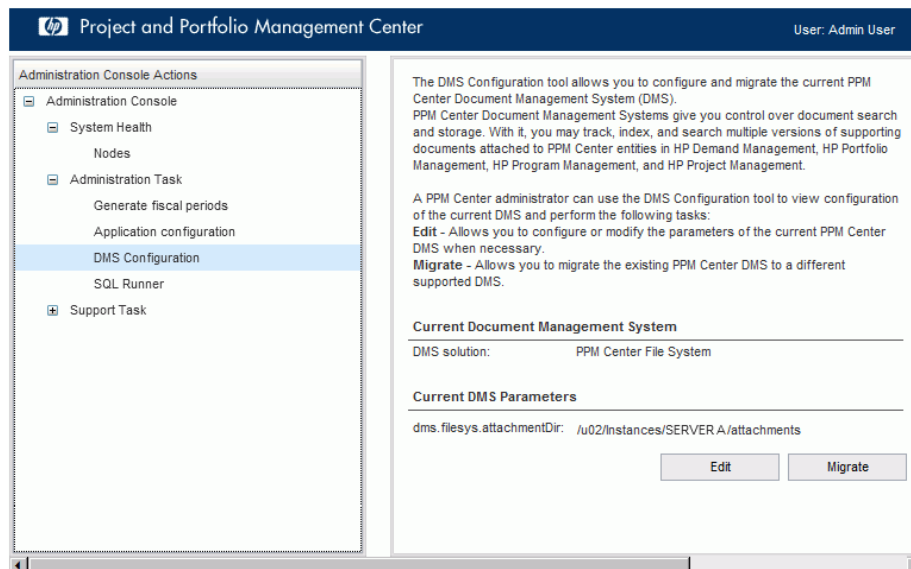 hp Project and Portfolio Management Center
User: Admin User
Administration Console Actions
Administration Console
System Health
Nodes
Administration Task
Generate fiscal periods
Application configuration
DMS Configuration
SQL Runner
Support Task
The DMS Configuration tool allows you to configure and migrate the current PPM
Center Document Management System (DMS).
PPM Center Document Management Systems give you control over document search
and storage. With it, you may track, index, and search multiple versions of supporting
documents attached to PPM Center entities in HP Demand Management, HP Portfolio
Management, HP Program Management, and HP Project Management.
A PPM Center administrator can use the DMS Configuration tool to view configuration
of the current DMS and perform the following tasks:
Edit - Allows you to configure or modify the parameters of the current PPM Center
DMS when necessary.
Migrate - Allows you to migrate the existing PPM Center DMS to a different
supported DMS.
Current Document Management System
DMS solution: PPM Center File System
Current DMS Parameters
dms.filesys.attachmentDir: /u02/Instances/SERVER A/attachments
Edit Migrate